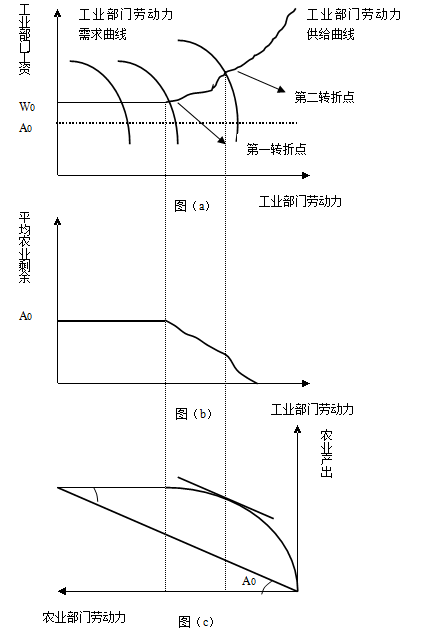 工业部门工资
工业部门劳动力
需求曲线
工业部门劳动力
供给曲线
第二转折点
W0
A0
第一转折点
图（a）
工业部门劳动力
平均农业剩余
A0
图（b）
工业部门劳动力
农业产出
A0
农业部门劳动力
图（c）